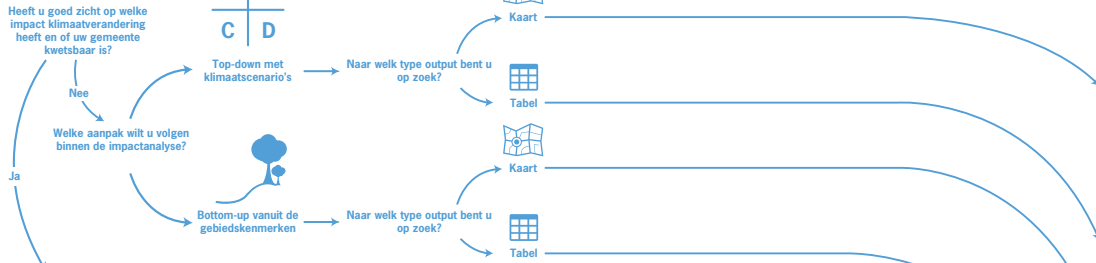 Heeft u goed zicht op welke
impact klimaatverandering
heeft en of uw gemeente
kwetsbaar is?
Nee
Ja
Welke aanpak wilt u volgen
binnen de impactanalyse?
C D
Top-down met
klimaatscenario's
Naar welk type output bent u
op zoek?
Kaart
Tabel
Bottom-up vanuit de
gebiedskenmerken
Naar welk type output bent u
op zoek?
Kaart
Tabel